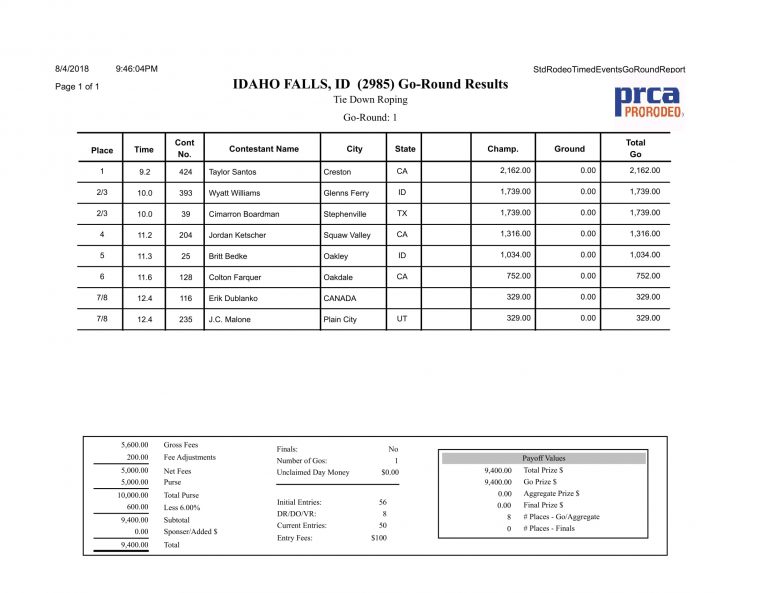 8/4/2018 9:46:04PM StdRodeoTimedEventsGoRoundReport
Page 1 of 1 IDAHO FALLS, ID (2985) Go-Round Results
Tie Down Roping
Go-Round: 1
prca
PRORODEO
Place Time Cont No. Contestant Name City State Champ. Ground Total Go
1 9.2 424 Taylor Santos Creston CA 2,162.00 0.00 2,162.00
2/3 10.0 393 Wyatt Williams Glenns Ferry ID 1,739.00 0.00 1,739.00
2/3 10.0 39 Cimarron Boardman Stephenville TX 1,739.00 0.00 1,739.00
4 11.2 204 Jordan Ketscher Squaw Valley CA 1,316.00 0.00 1,316.00
5 11.3 25 Britt Bedke Oakley ID 1,034.00 0.00 1,034.00
6 11.6 128 Colton Farquer Oakdale CA 752.00 0.00 752.00
7/8 12.4 116 Erik Dublanko CANADA 329.00 0.00 329.00
7/8 12.4 235 J.C. Malone Plain City UT 329.00 0.00 329.00
5,600.00 Gross Fees
200.00 Fee Adjustments
5,000.00 Net Fees
5,000.00 Purse
10,000.00 Total Purse
600.00 Less 6.00%
9,400.00 Subtotal
0.00 Sponser/Added $
9,400.00 Total
Finals: No
Number of Gos: 1
Unclaimed Day Money $0.00
Initial Entries: 56
DR/DO/VR: 8
Current Entries: 50
Entry Fees: $100
Payoff Values
9,400.00 Total Prize $
9,400.00 Go Prize $
0.00 Aggregate Prize $
0.00 Final Prize $
8 # Places - Go/Aggregate
0 # Places - Finals